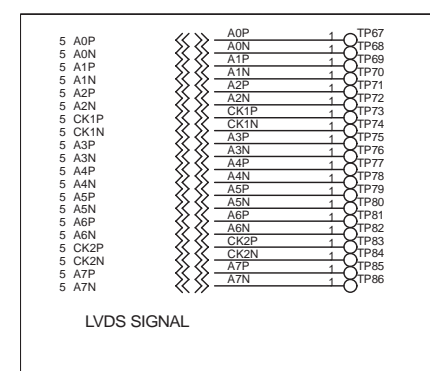 5 A0P A0P 1 TP67
5 A0N A0N 1 TP68
5 A1P A1P 1 TP69
5 A1N A1N 1 TP70
5 A2P A2P 1 TP71
5 A2N A2N 1 TP72
5 CK1P CK1P 1 TP73
5 CK1N CK1N 1 TP74
5 A3P A3P 1 TP75
5 A3N A3N 1 TP76
5 A4P A4P 1 TP77
5 A4N A4N 1 TP78
5 A5P A5P 1 TP79
5 A5N A5N 1 TP80
5 A6P A6P 1 TP81
5 A6N A6N 1 TP82
5 CK2P CK2P 1 TP83
5 CK2N CK2N 1 TP84
5 A7P A7P 1 TP85
5 A7N A7N 1 TP86
LVDS SIGNAL